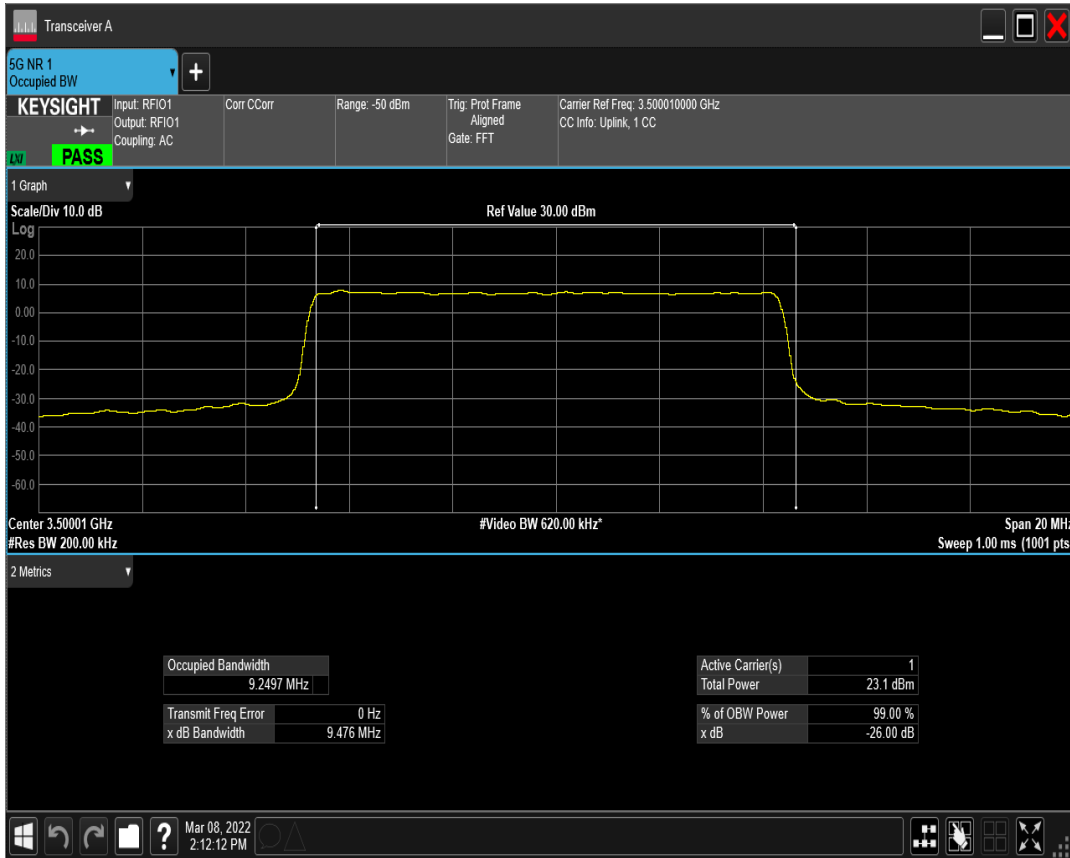 Transceiver A
5G NR 1
Occupied BW
+
KEYSIGHT
LXI
PASS
Input: RFIO1
Output: RFIO1
Coupling: AC
Corr CCorr
Range: -50 dBm
Trig: Prot Frame
Aligned
Gate: FFT
Carrier Ref Freq: 3.500010000 GHz
CC Info: Uplink, 1 CC
1 Graph
Scale/Div 10.0 dB
Ref Value 30.00 dBm
Log
20.0
10.0
0.00
-10.0
-20.0
-30.0
-40.0
-50.0
-60.0
Center 3.50001 GHz
#Video BW 620.00 kHz*
Span 20 MHz
#Res BW 200.00 kHz
Sweep 1.00 ms (1001 pts
2 Metrics
Occupied Bandwidth
9.2497 MHz
Transmit Freq Error 0 Hz
x dB Bandwidth 9.476 MHz
Active Carrier(s) 1
Total Power 23.1 dBm
% of OBW Power 99.00 %
x dB -26.00 dB
?
Mar 08, 2022
2:12:12 PM